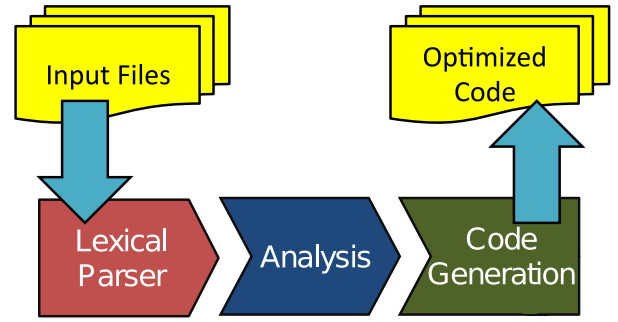 Input Files
Optimized
Code
Lexical
Parser
Analysis
Code
Generation